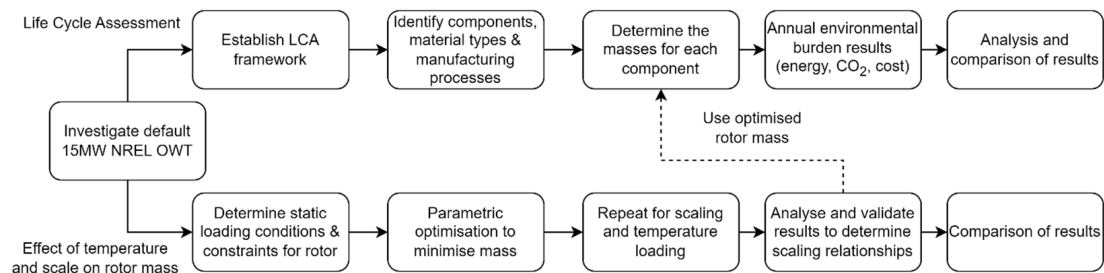 Life Cycle Assessment
Establish LCA
framework
Identify components,
material types &
manufacturing
processes
Determine the
masses for each
component
Annual environmental
burden results
(energy, CO₂, cost)
Analysis and
comparison of results
Investigate default
15MW NREL OWT
Use optimised
rotor mass
Effect of temperature
and scale on rotor mass
Determine static
loading conditions &
constraints for rotor
Parametric
optimisation to
minimise mass
Repeat for scaling
and temperature
loading
Analyse and validate
results to determine
scaling relationships
Comparison of results